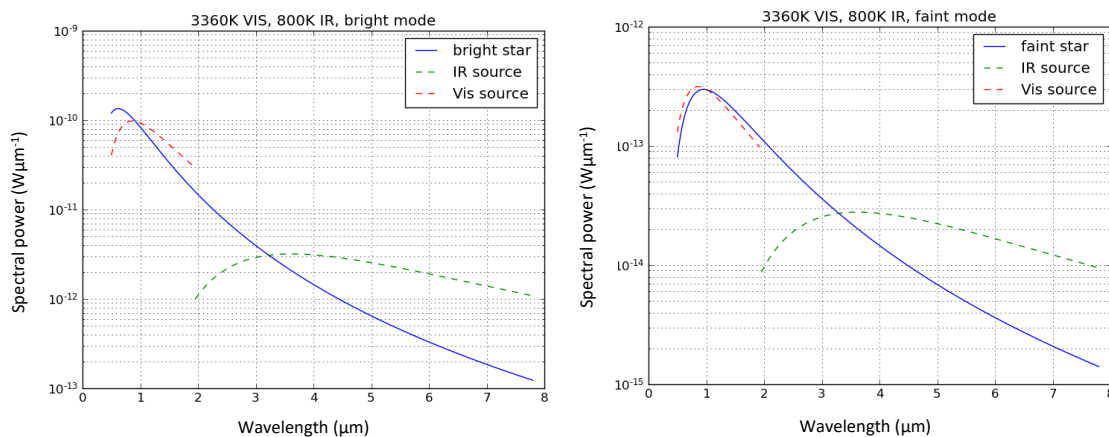 3360K VIS, 800K IR, bright mode
10⁻⁹
10⁻¹⁰
10⁻¹¹
10⁻¹²
10⁻¹³
Spectral power (Wµm⁻¹)
bright star
IR source
Vis source
0 1 2 3 4 5 6 7 8
Wavelength (µm)
3360K VIS, 800K IR, faint mode
10⁻¹²
10⁻¹³
10⁻¹⁴
10⁻¹⁵
Spectral power (Wµm⁻¹)
faint star
IR source
Vis source
0 1 2 3 4 5 6 7 8
Wavelength (µm)